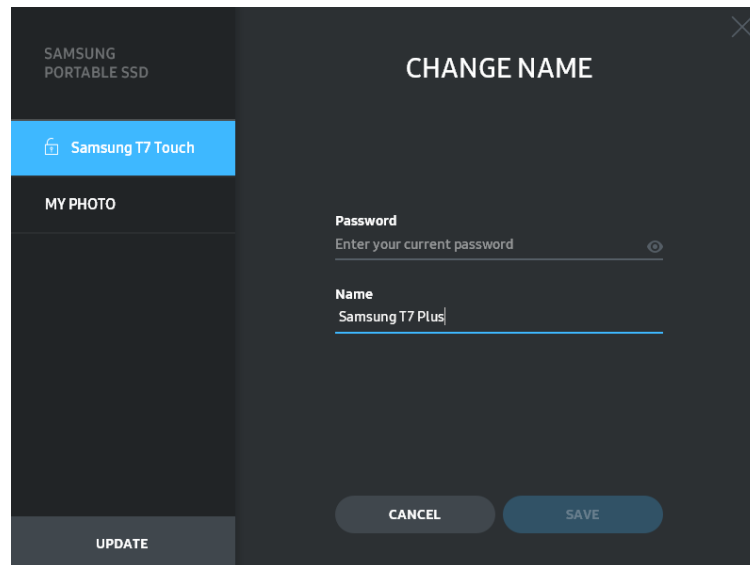 SAMSUNG
PORTABLE SSD
Samsung T7 Touch
MY PHOTO
UPDATE
CHANGE NAME
Password
Enter your current password
Name
Samsung T7 Plus
CANCEL
SAVE